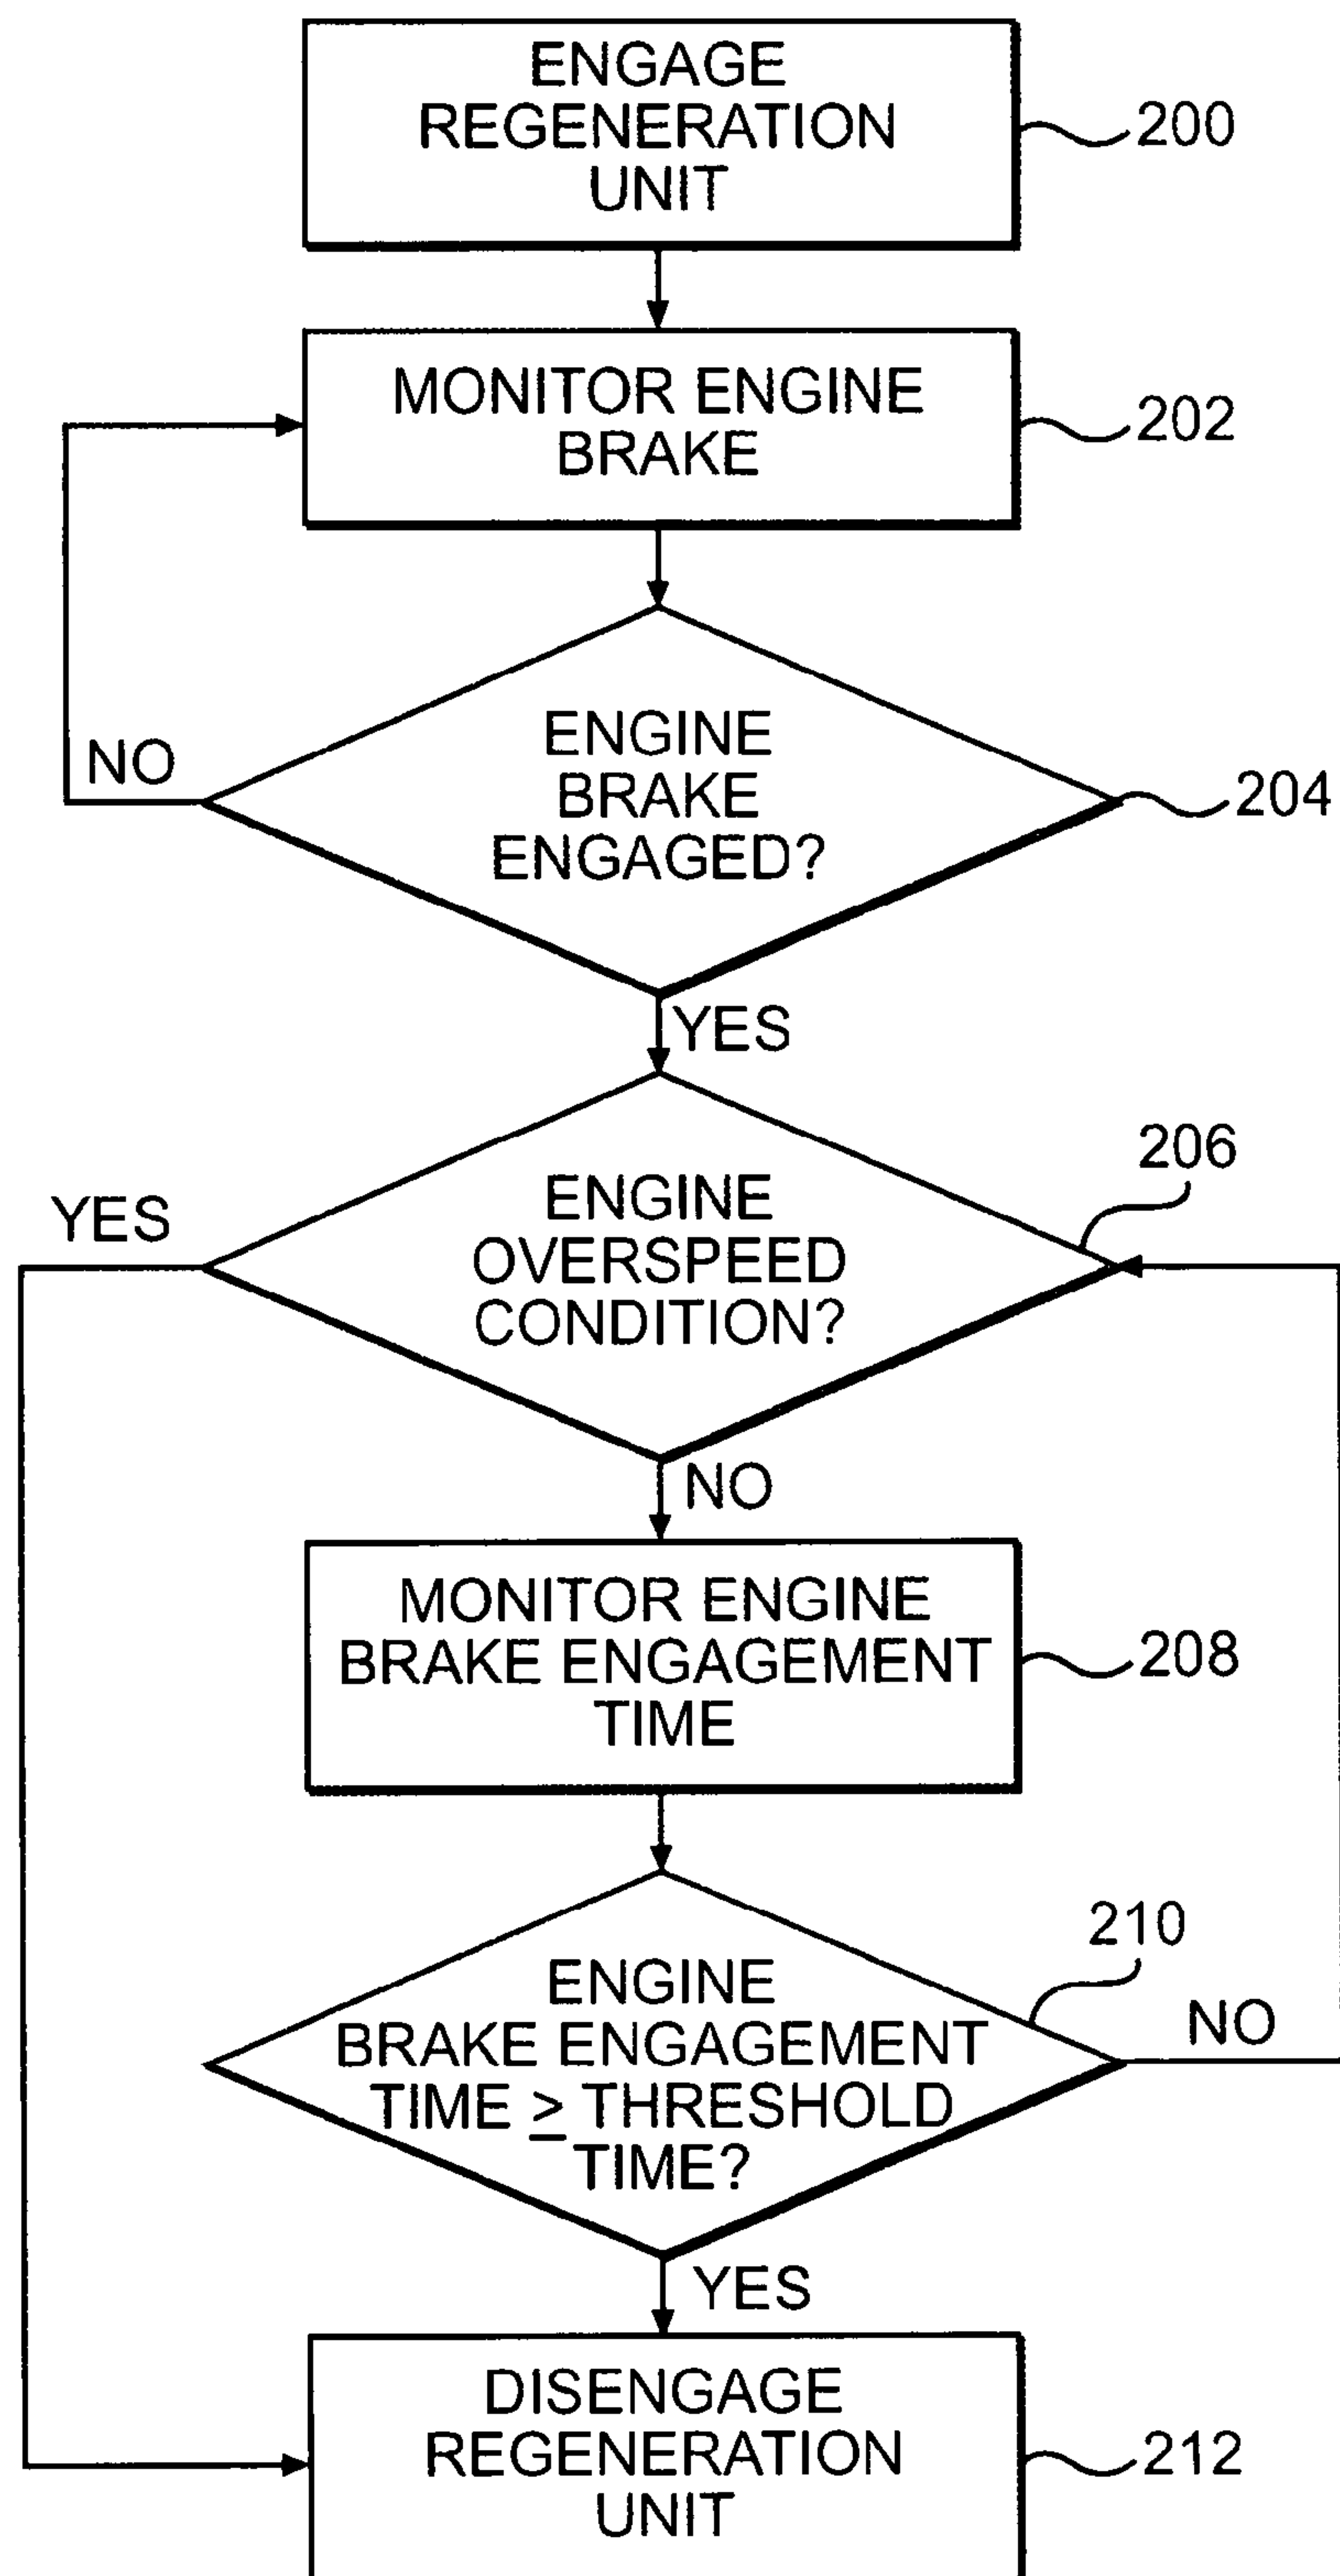 ENGAGE
REGENERATION
UNIT
200
MONITOR ENGINE
BRAKE
202
ENGINE
BRAKE
ENGAGED?
204
NO
YES
ENGINE
OVERSPEED
CONDITION?
206
YES
NO
MONITOR ENGINE
BRAKE ENGAGEMENT
TIME
208
ENGINE
BRAKE ENGAGEMENT
TIME ≥ THRESHOLD
TIME?
210
NO
YES
DISENGAGE
REGENERATION
UNIT
212